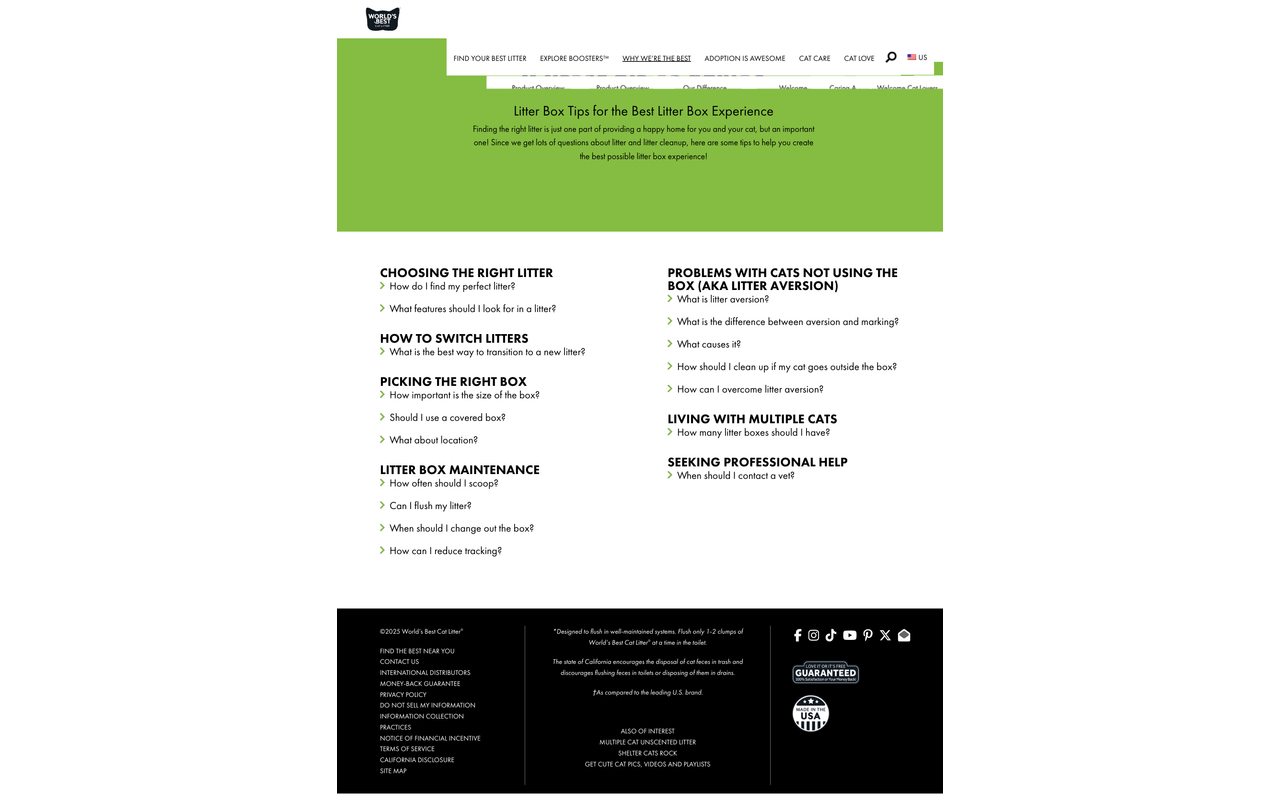 WORLD'S
BEST
FIND YOUR BEST LITTER EXPLORE BOOSTERS™ WHY WE'RE THE BEST ADOPTION IS AWESOME CAT CARE CAT LOVE US
Product Overview Product Overview Our Difference Welcome Caring A Welcome Cat Lovers
Litter Box Tips for the Best Litter Box Experience
Finding the right litter is just one part of providing a happy home for you and your cat, but an important
one! Since we get lots of questions about litter and litter cleanup, here are some tips to help you create
the best possible litter box experience!
CHOOSING THE RIGHT LITTER
How do I find my perfect litter?
What features should I look for in a litter?
HOW TO SWITCH LITTERS
What is the best way to transition to a new litter?
PICKING THE RIGHT BOX
How important is the size of the box?
Should I use a covered box?
What about location?
LITTER BOX MAINTENANCE
How often should I scoop?
Can I flush my litter?
When should I change out the box?
How can I reduce tracking?
PROBLEMS WITH CATS NOT USING THE
BOX (AKA LITTER AVERSION)
What is litter aversion?
What is the difference between aversion and marking?
What causes it?
How should I clean up if my cat goes outside the box?
How can I overcome litter aversion?
LIVING WITH MULTIPLE CATS
How many litter boxes should I have?
SEEKING PROFESSIONAL HELP
When should I contact a vet?
©2025 World's Best Cat Litter®
FIND THE BEST NEAR YOU
CONTACT US
INTERNATIONAL DISTRIBUTORS
MONEY-BACK GUARANTEE
PRIVACY POLICY
DO NOT SELL MY INFORMATION
INFORMATION COLLECTION
PRACTICES
NOTICE OF FINANCIAL INCENTIVE
TERMS OF SERVICE
CALIFORNIA DISCLOSURE
SITE MAP
*Designed to flush in well-maintained systems. Flush only 1-2 clumps of
World's Best Cat Litter® at a time in the toilet.
The state of California encourages the disposal of cat feces in trash and
discourages flushing feces in toilets or disposing of them in drains.
†As compared to the leading U.S. brand.
ALSO OF INTEREST
MULTIPLE CAT UNSCENTED LITTER
SHELTER CATS ROCK
GET CUTE CAT PICS, VIDEOS AND PLAYLISTS
LOVE IT OR IT'S FREE
GUARANTEED
100% Satisfaction or Your Money Back!
MADE IN THE
USA